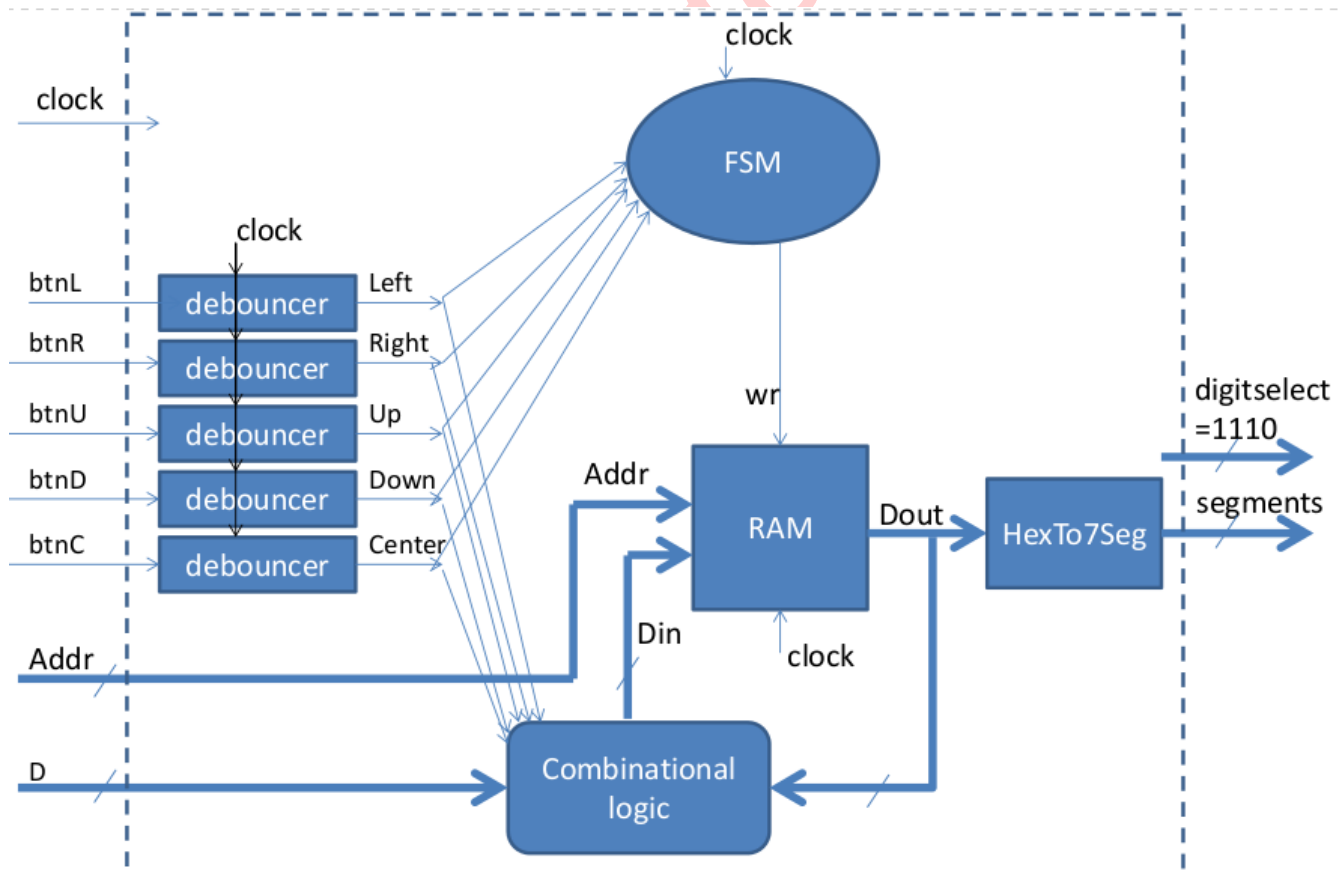 clock
clock
FSM
clock
btnL
debouncer
Left
btnR
debouncer
Right
btnU
debouncer
Up
btnD
debouncer
Down
btnC
debouncer
Center
wr
digitselect
=1110
Addr
RAM
Dout
HexTo7Seg
segments
Din
clock
Addr
D
Combinational
logic